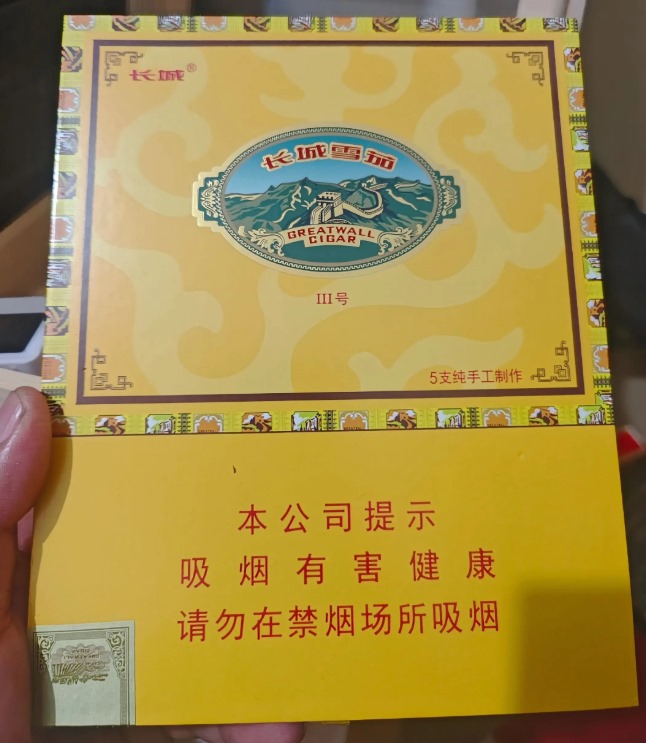 长城®
长城雪茄
GREATWALL
CIGAR
III号
5支纯手工制作
本公司提示
吸烟有害健康
请勿在禁烟场所吸烟